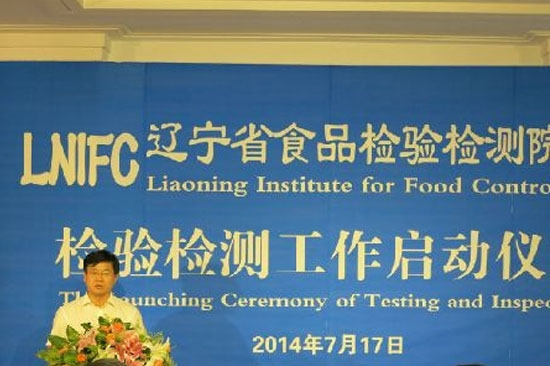 LNIFC 辽宁省食品检验检测院
Liaoning Institute for Food Contro
检验检测工作启动仪
The Launching Ceremony of Testing and Inspe
2014年7月17日